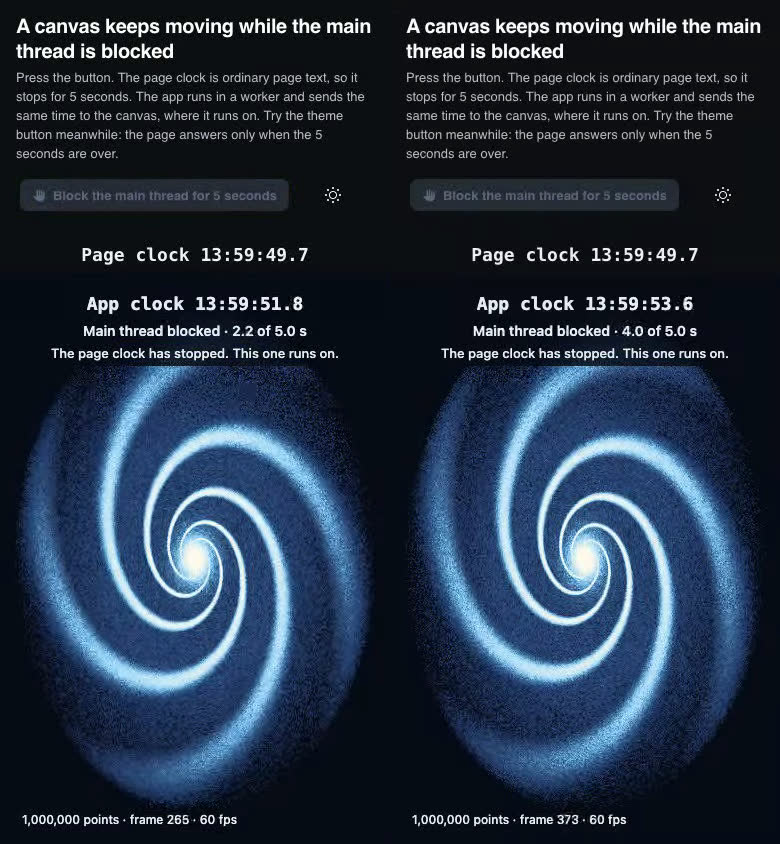 A canvas keeps moving while the main
thread is blocked
Press the button. The page clock is ordinary page text, so it
stops for 5 seconds. The app runs in a worker and sends the
same time to the canvas, where it runs on. Try the theme
button meanwhile: the page answers only when the 5
seconds are over.
Block the main thread for 5 seconds
Page clock 13:59:49.7
App clock 13:59:51.8
Main thread blocked · 2.2 of 5.0 s
The page clock has stopped. This one runs on.
1,000,000 points · frame 265 · 60 fps
A canvas keeps moving while the main
thread is blocked
Press the button. The page clock is ordinary page text, so it
stops for 5 seconds. The app runs in a worker and sends the
same time to the canvas, where it runs on. Try the theme
button meanwhile: the page answers only when the 5
seconds are over.
Block the main thread for 5 seconds
Page clock 13:59:49.7
App clock 13:59:53.6
Main thread blocked · 4.0 of 5.0 s
The page clock has stopped. This one runs on.
1,000,000 points · frame 373 · 60 fps